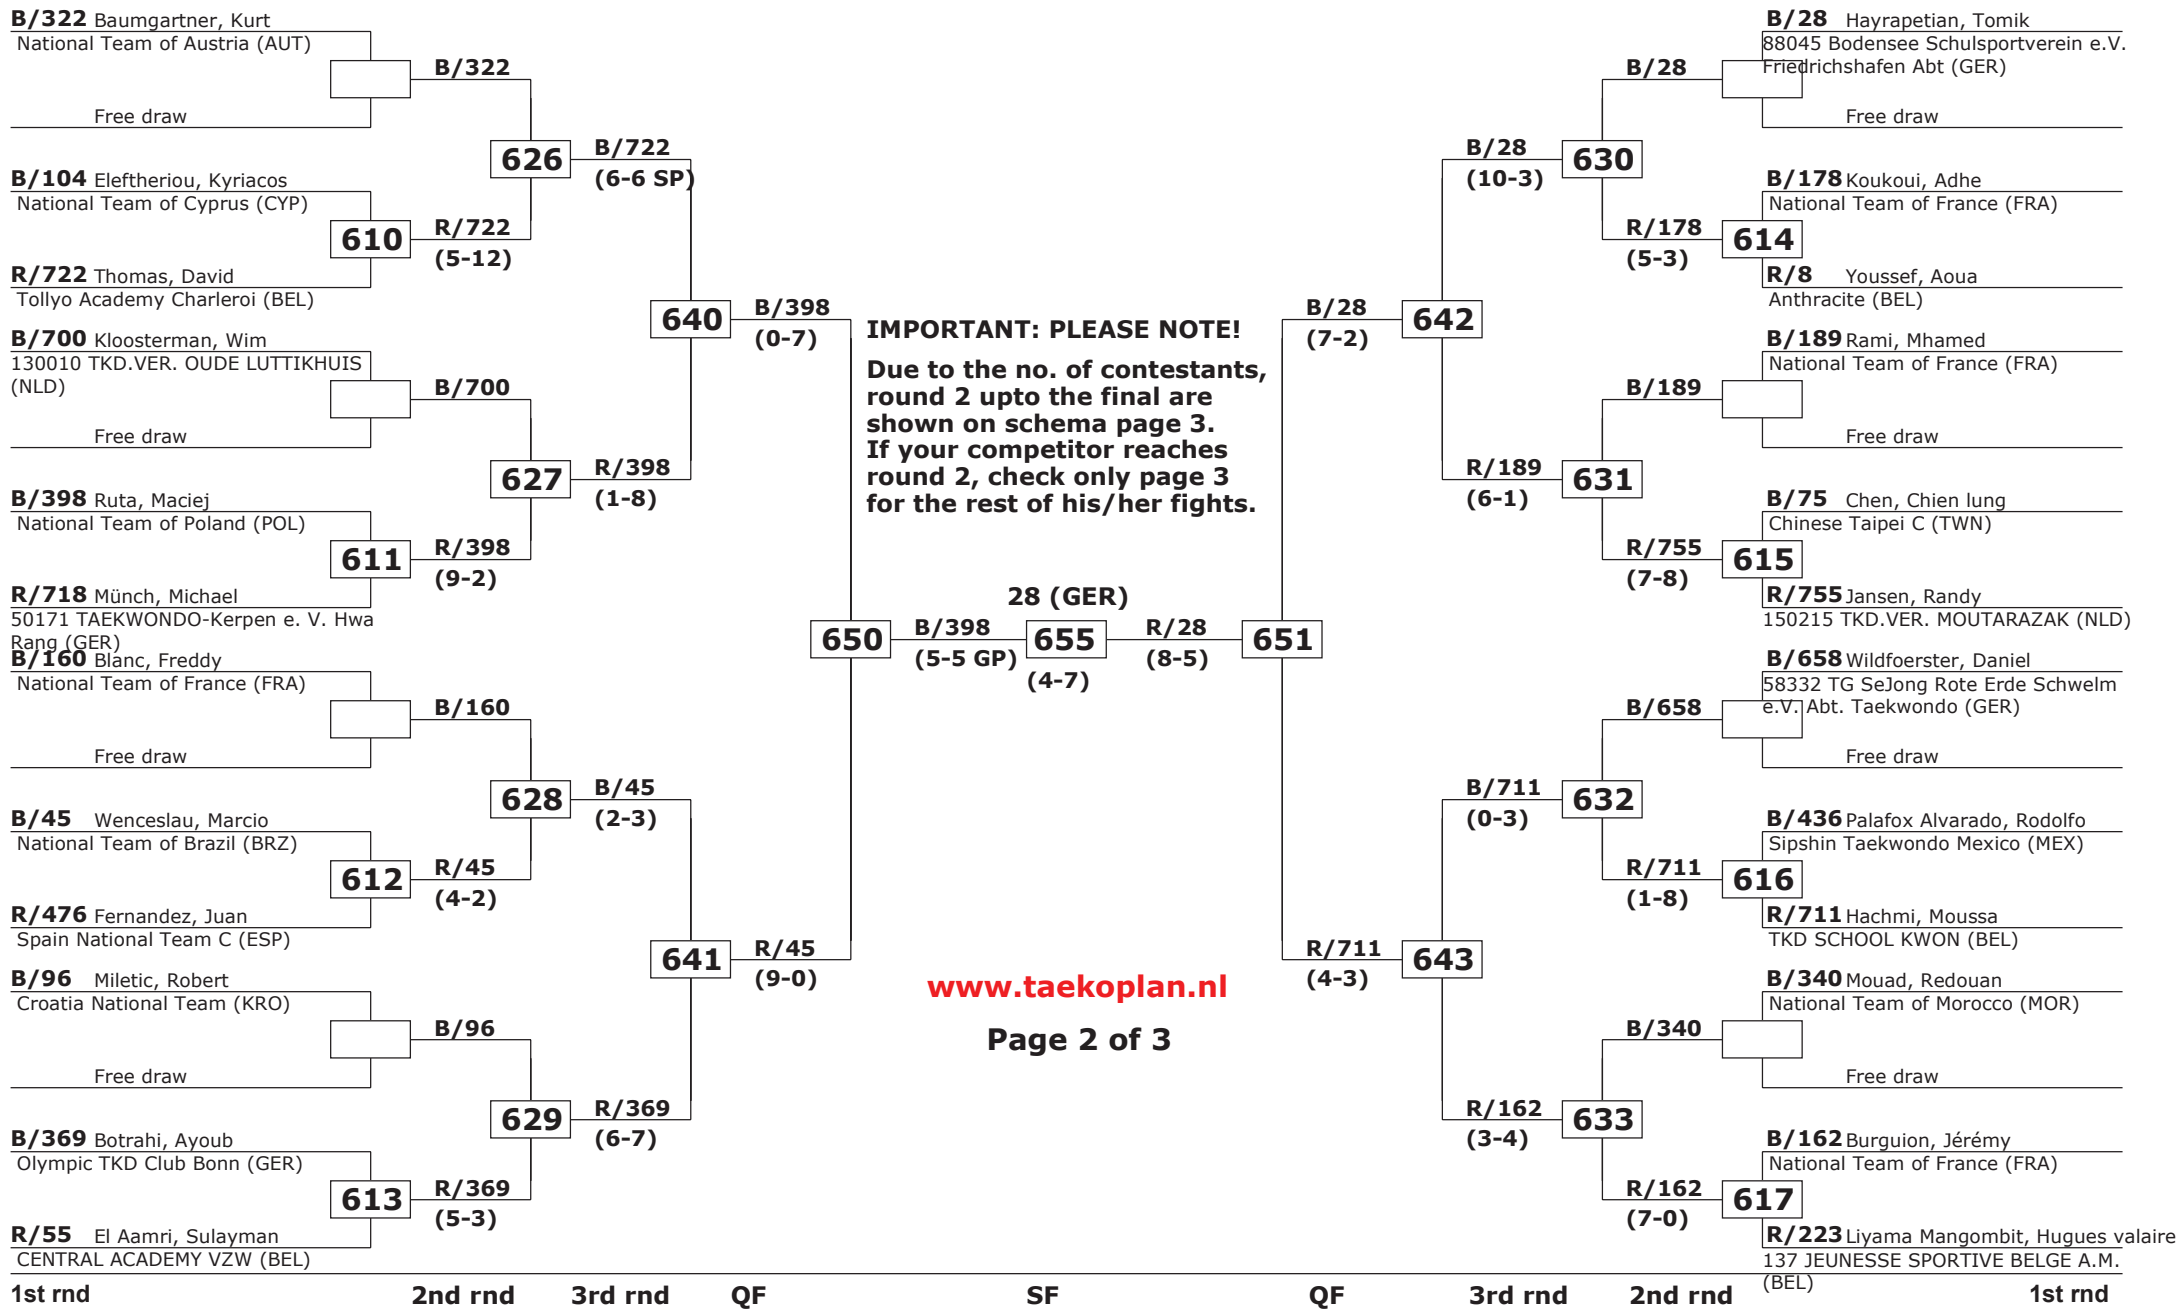 B/322 Baumgartner, Kurt
National Team of Austria (AUT)
B/322
Free draw
626
B/722
(6-6 SP)
B/104 Eleftheriou, Kyriacos
National Team of Cyprus (CYP)
610
R/722
(5-12)
R/722 Thomas, David
Tollyo Academy Charleroi (BEL)
640
B/398
(0-7)
B/700 Kloosterman, Wim
130010 TKD.VER. OUDE LUTTIKHUIS
(NLD)
B/700
Free draw
627
R/398
(1-8)
B/398 Ruta, Maciej
National Team of Poland (POL)
611
R/398
(9-2)
R/718 Münch, Michael
50171 TAEKWONDO-Kerpen e. V. Hwa
Rang (GER)
650
B/398
(5-5 GP)
B/160 Blanc, Freddy
National Team of France (FRA)
B/160
Free draw
628
B/45
(2-3)
B/45 Wenceslau, Marcio
National Team of Brazil (BRZ)
612
R/45
(4-2)
R/476 Fernandez, Juan
Spain National Team C (ESP)
641
R/45
(9-0)
B/96 Miletic, Robert
Croatia National Team (KRO)
B/96
Free draw
629
R/369
(6-7)
B/369 Botrahi, Ayoub
Olympic TKD Club Bonn (GER)
613
R/369
(5-3)
R/55 El Aamri, Sulayman
CENTRAL ACADEMY VZW (BEL)
IMPORTANT: PLEASE NOTE!
Due to the no. of contestants,
round 2 upto the final are
shown on schema page 3.
If your competitor reaches
round 2, check only page 3
for the rest of his/her fights.
28 (GER)
655
(4-7)
www.taekoplan.nl
Page 2 of 3
B/28 Hayrapetian, Tomik
88045 Bodensee Schulsportverein e.V.
Friedrichshafen Abt (GER)
B/28
Free draw
B/28
(10-3)
630
B/178 Koukoui, Adhe
National Team of France (FRA)
R/178
(5-3)
614
R/8 Youssef, Aoua
Anthracite (BEL)
B/28
(7-2)
642
B/189 Rami, Mhamed
National Team of France (FRA)
B/189
Free draw
R/189
(6-1)
631
B/75 Chen, Chien lung
Chinese Taipei C (TWN)
R/755
(7-8)
615
R/755 Jansen, Randy
150215 TKD.VER. MOUTARAZAK (NLD)
R/28
(8-5)
651
B/658 Wildfoerster, Daniel
58332 TG SeJong Rote Erde Schwelm
e.V. Abt. Taekwondo (GER)
B/658
Free draw
B/711
(0-3)
632
B/436 Palafox Alvarado, Rodolfo
Sipshin Taekwondo Mexico (MEX)
R/711
(1-8)
616
R/711 Hachmi, Moussa
TKD SCHOOL KWON (BEL)
R/711
(4-3)
643
B/340 Mouad, Redouan
National Team of Morocco (MOR)
B/340
Free draw
R/162
(3-4)
633
B/162 Burguion, Jérémy
National Team of France (FRA)
R/162
(7-0)
617
R/223 Liyama Mangombit, Hugues valaire
137 JEUNESSE SPORTIVE BELGE A.M.
(BEL)
1st rnd 2nd rnd 3rd rnd QF SF QF 3rd rnd 2nd rnd 1st rnd